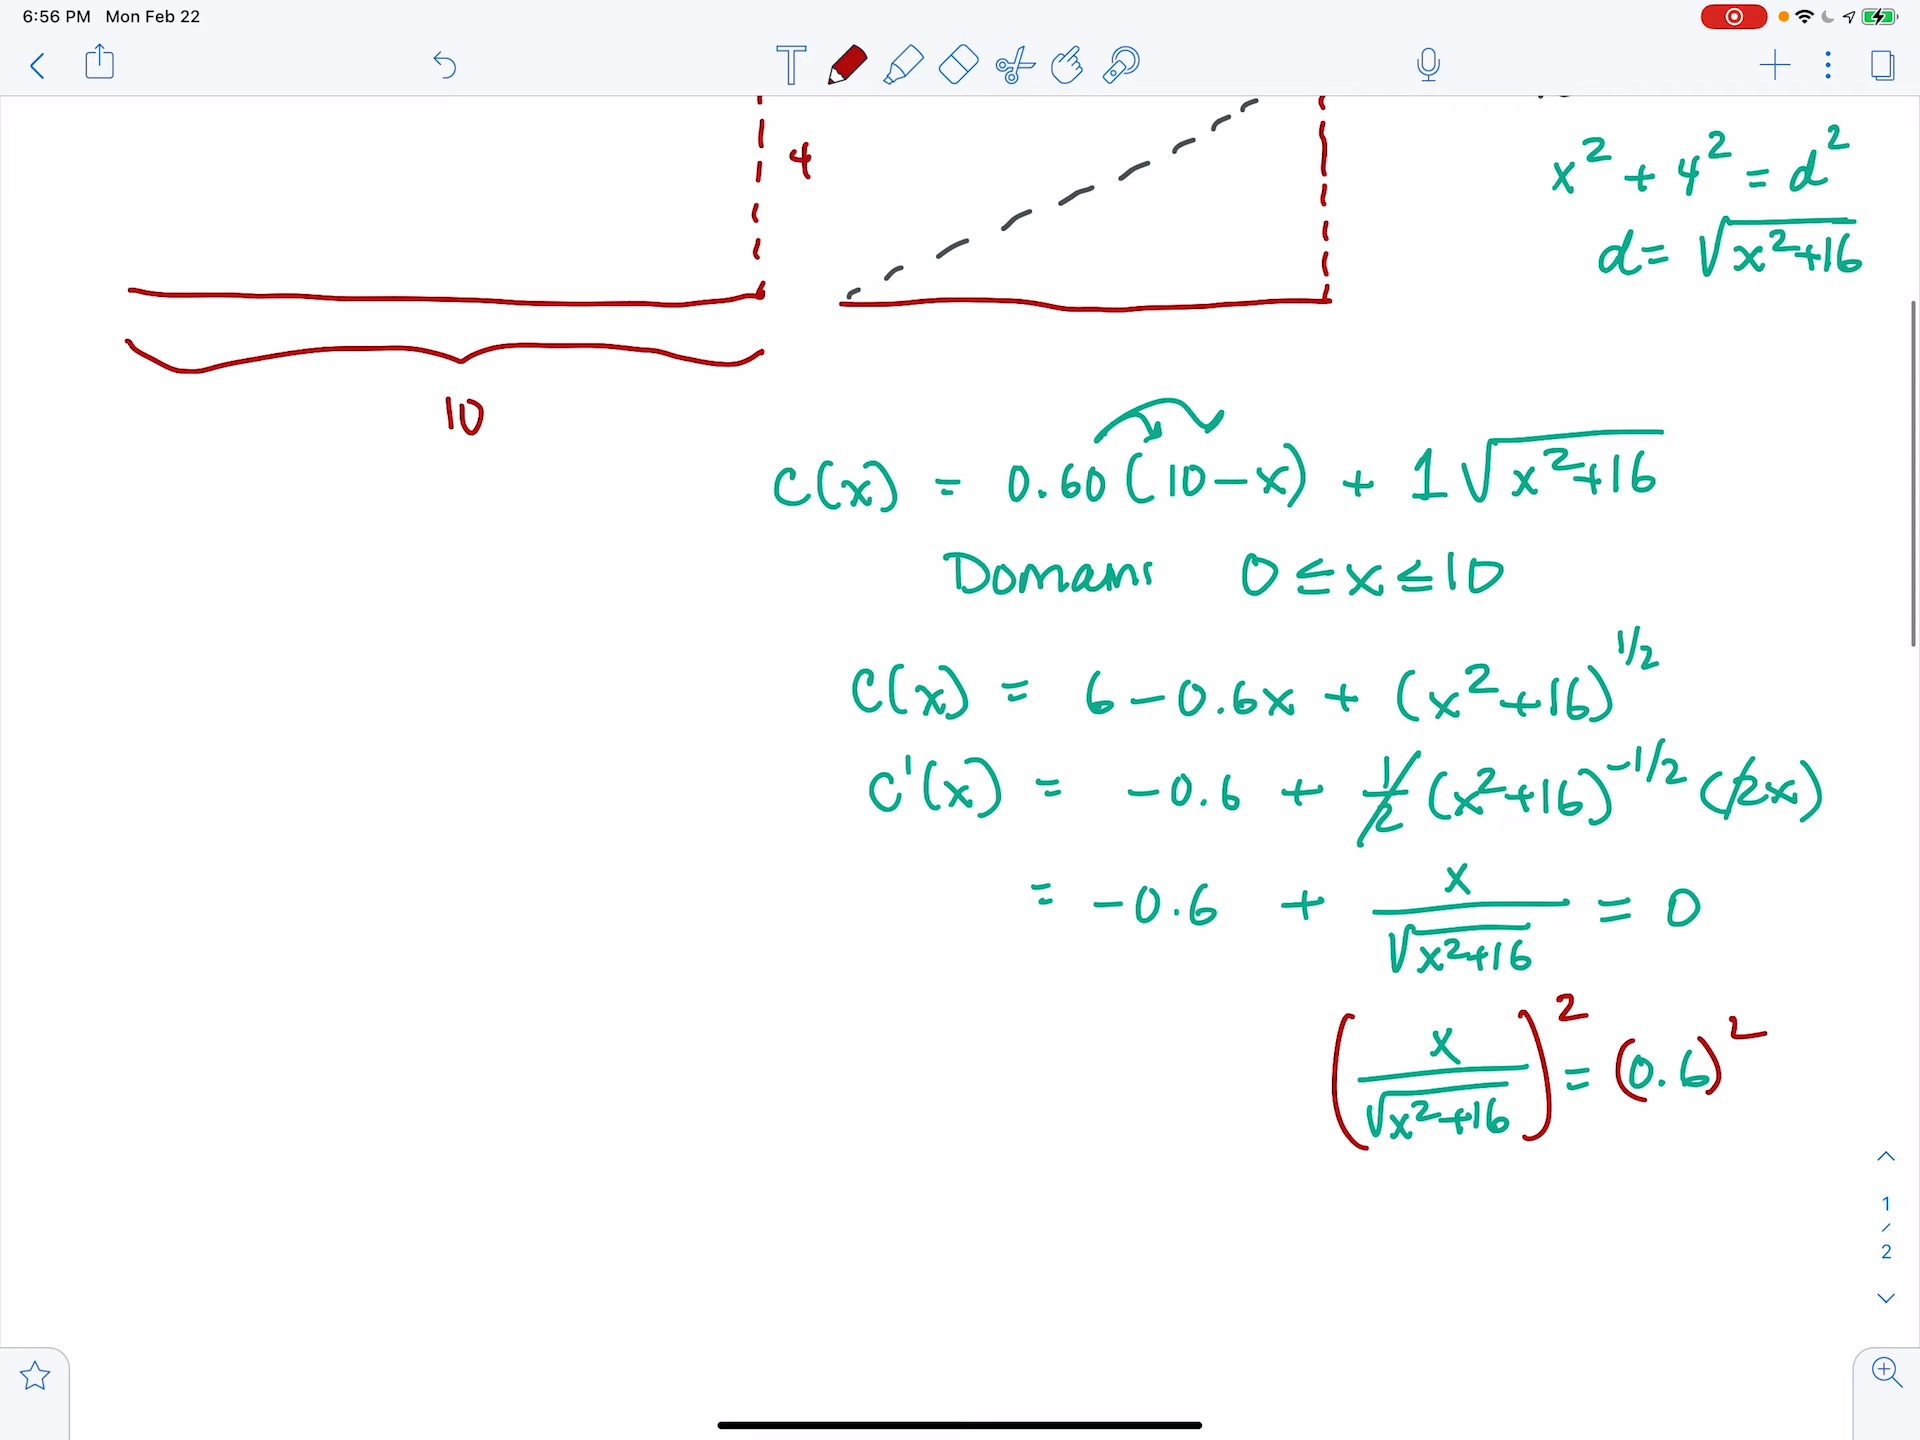 6:56 PM Mon Feb 22
4
x² + 4² = d²
d = √(x²+16)
10
C(x) = 0.60(10-x) + 1√(x²+16)
Domain 0 ≤ x ≤ 10
C(x) = 6 - 0.6x + (x²+16)^1/2
C'(x) = -0.6 + 1/2 (x²+16)^-1/2 (2x)
= -0.6 + x/√(x²+16) = 0
(x/√(x²+16))² = (0.6)²
1
/
2